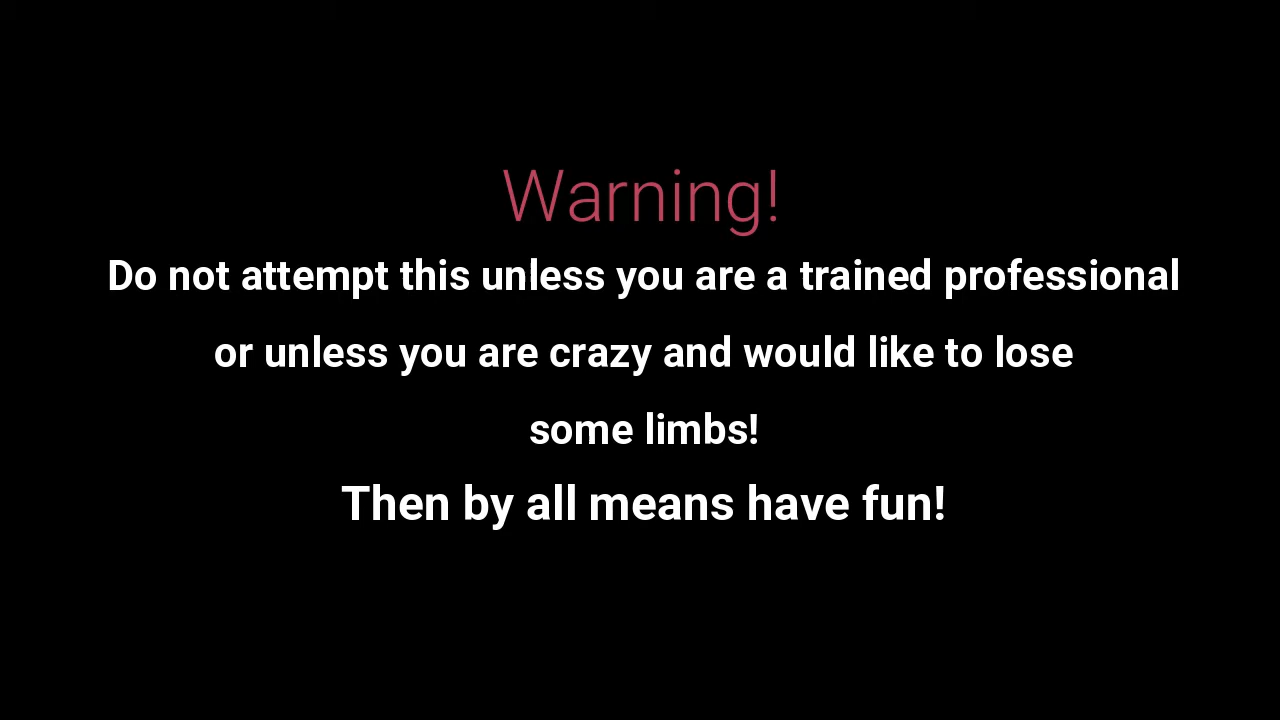 Warning!
Do not attempt this unless you are a trained professional
or unless you are crazy and would like to lose
some limbs!
Then by all means have fun!